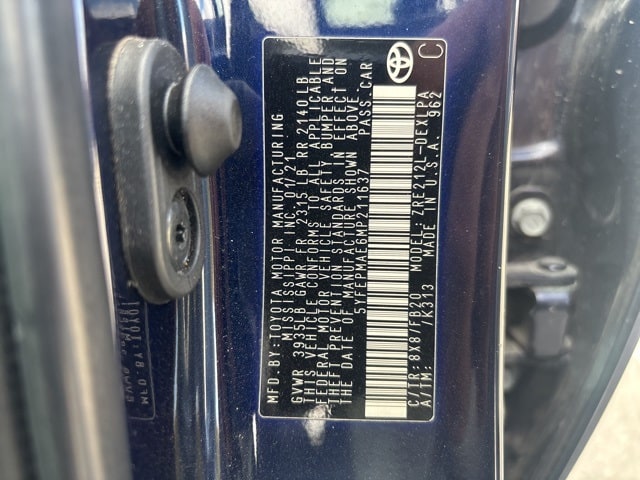 MFD.BY:TOYOTA MOTOR MANUFACTURING
MISSISSIPPI INC. 01/21
GVWR 3935LB GAWR FR 2315 LB RR 2140 LB
THIS VEHICLE CONFORMS TO ALL APPLICABLE
FEDERAL MOTOR VEHICLE SAFETY BUMPER AND
THEFT PREVENTION STANDARDS IN EFFECT ON
THE DATE OF MANUFACTURE SHOWN ABOVE.
5YFEPMAE6MP211637 PASS.CAR
C/TR:8X8/FB20 MODEL:ZRE212L-DEXLPA
A/TM: /K313 MADE IN U.S.A. 962
C